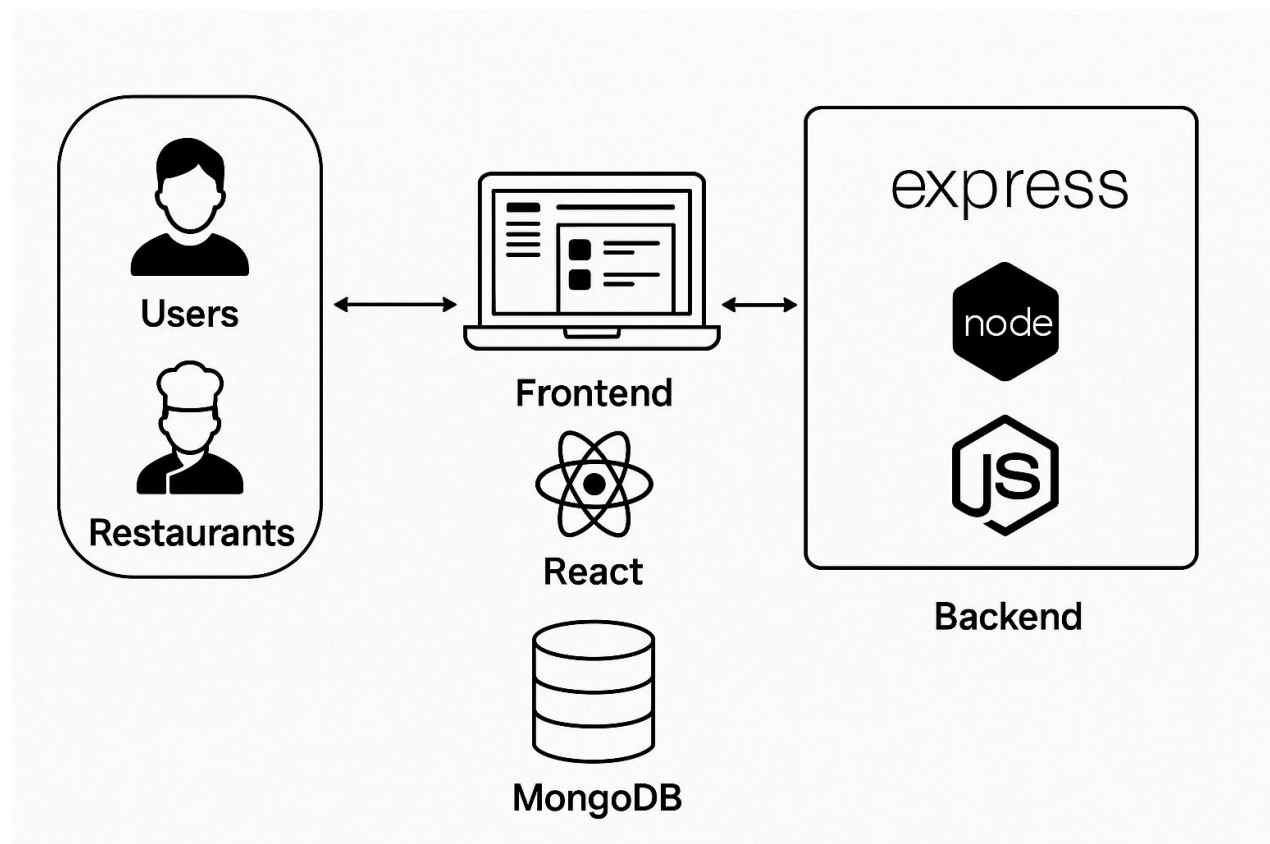 Users
Restaurants
Frontend
React
MongoDB
express
node
JS
Backend